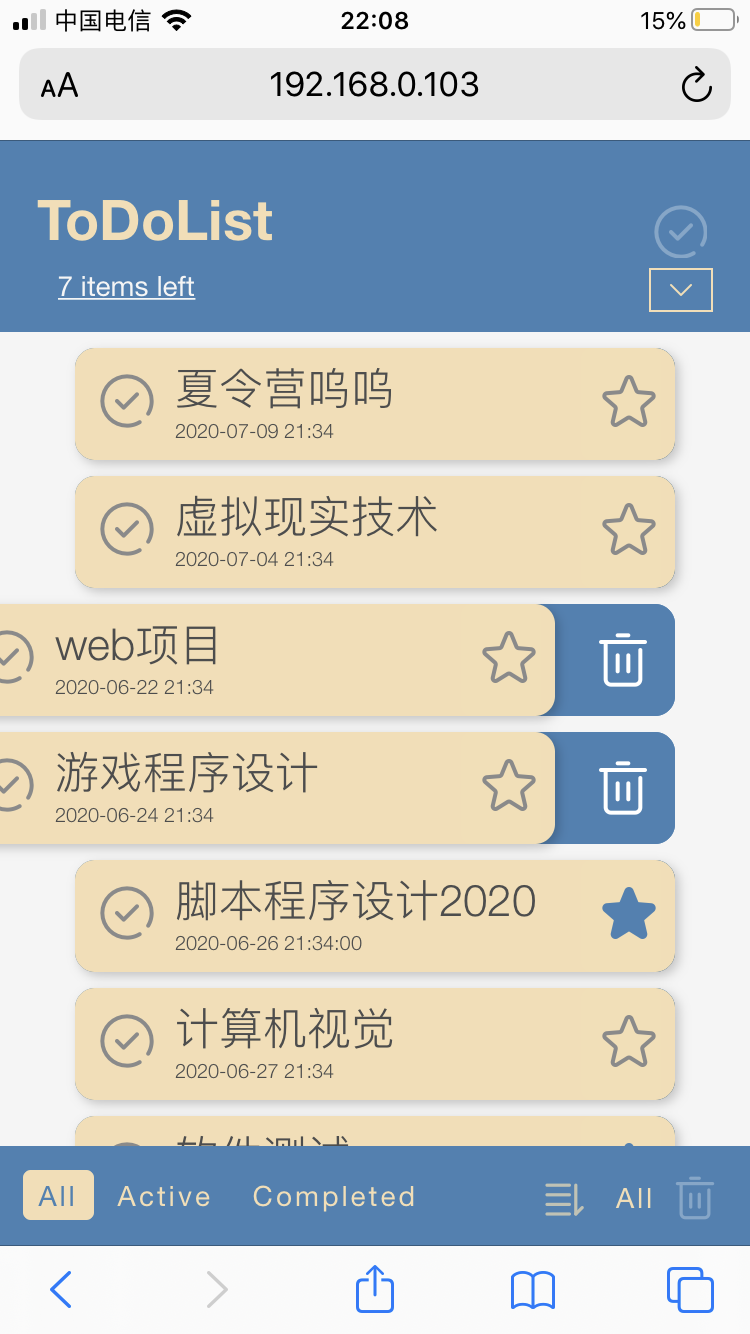 中国电信
22:08
15%
AA
192.168.0.103
ToDoList
7 items left
夏令营呜呜
2020-07-09 21:34
虚拟现实技术
2020-07-04 21:34
web项目
2020-06-22 21:34
游戏程序设计
2020-06-24 21:34
脚本程序设计2020
2020-06-26 21:34:00
计算机视觉
2020-06-27 21:34
软件测试
All Active Completed All